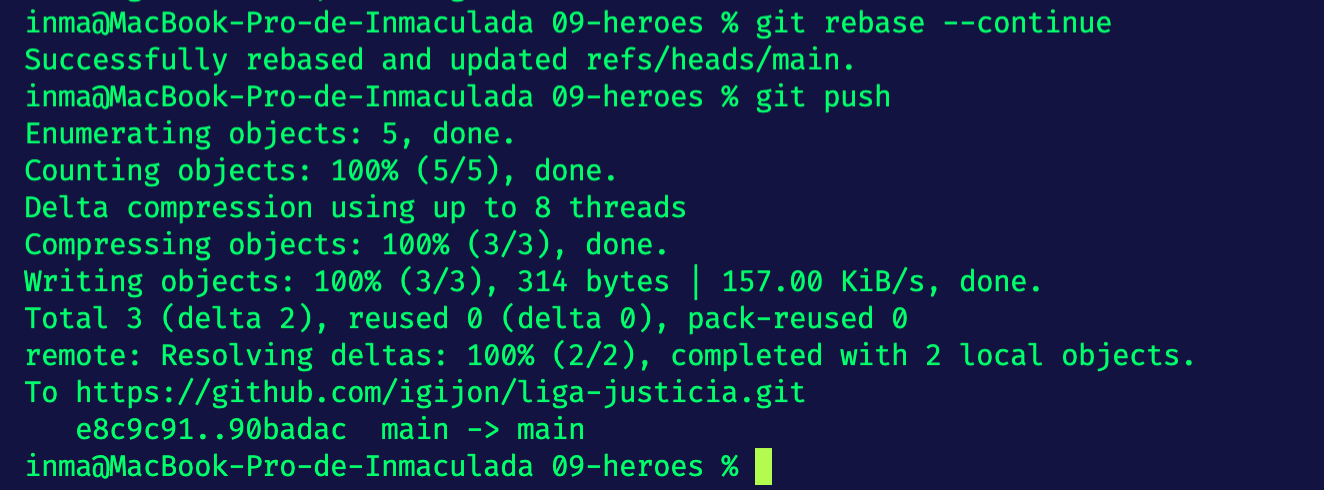 inma@MacBook-Pro-de-Inmaculada 09-heroes % git rebase --continue
Successfully rebased and updated refs/heads/main.
inma@MacBook-Pro-de-Inmaculada 09-heroes % git push
Enumerating objects: 5, done.
Counting objects: 100% (5/5), done.
Delta compression using up to 8 threads
Compressing objects: 100% (3/3), done.
Writing objects: 100% (3/3), 314 bytes | 157.00 KiB/s, done.
Total 3 (delta 2), reused 0 (delta 0), pack-reused 0
remote: Resolving deltas: 100% (2/2), completed with 2 local objects.
To https://github.com/igijon/liga-justicia.git
   e8c9c91..90badac  main -> main
inma@MacBook-Pro-de-Inmaculada 09-heroes %